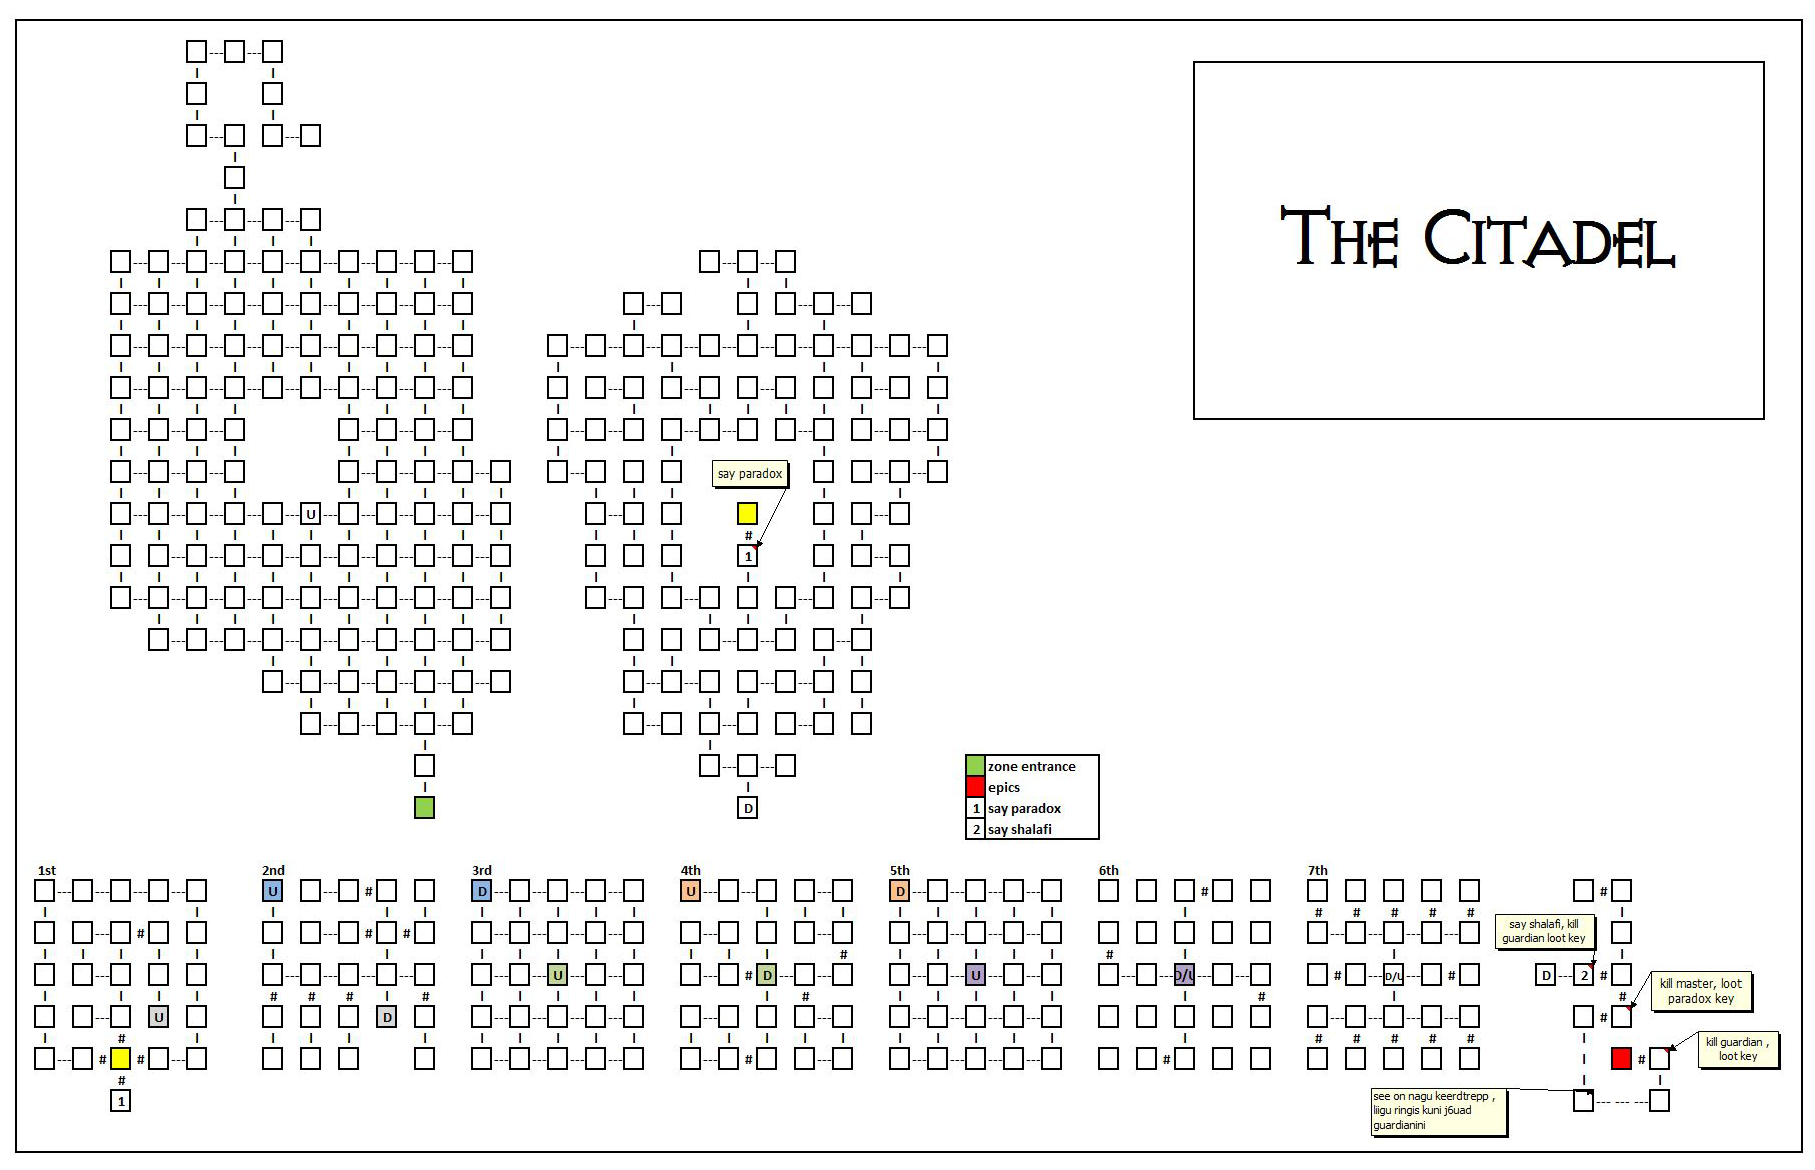 THE CITADEL
say paradox
U
1
zone entrance
epics
1 say paradox
2 say shalafi
D
1st
2nd
3rd
4th
5th
6th
7th
U
D
U
D
#
#
#
#
say shalafi, kill
guardian loot key
U
D
U
D/U
D/U
D
2
#
kill master, loot
paradox key
U
D
#
kill guardian ,
loot key
#
1
see on nagu keerdtrepp ,
liigu ringis kuni j6uad
guardianini